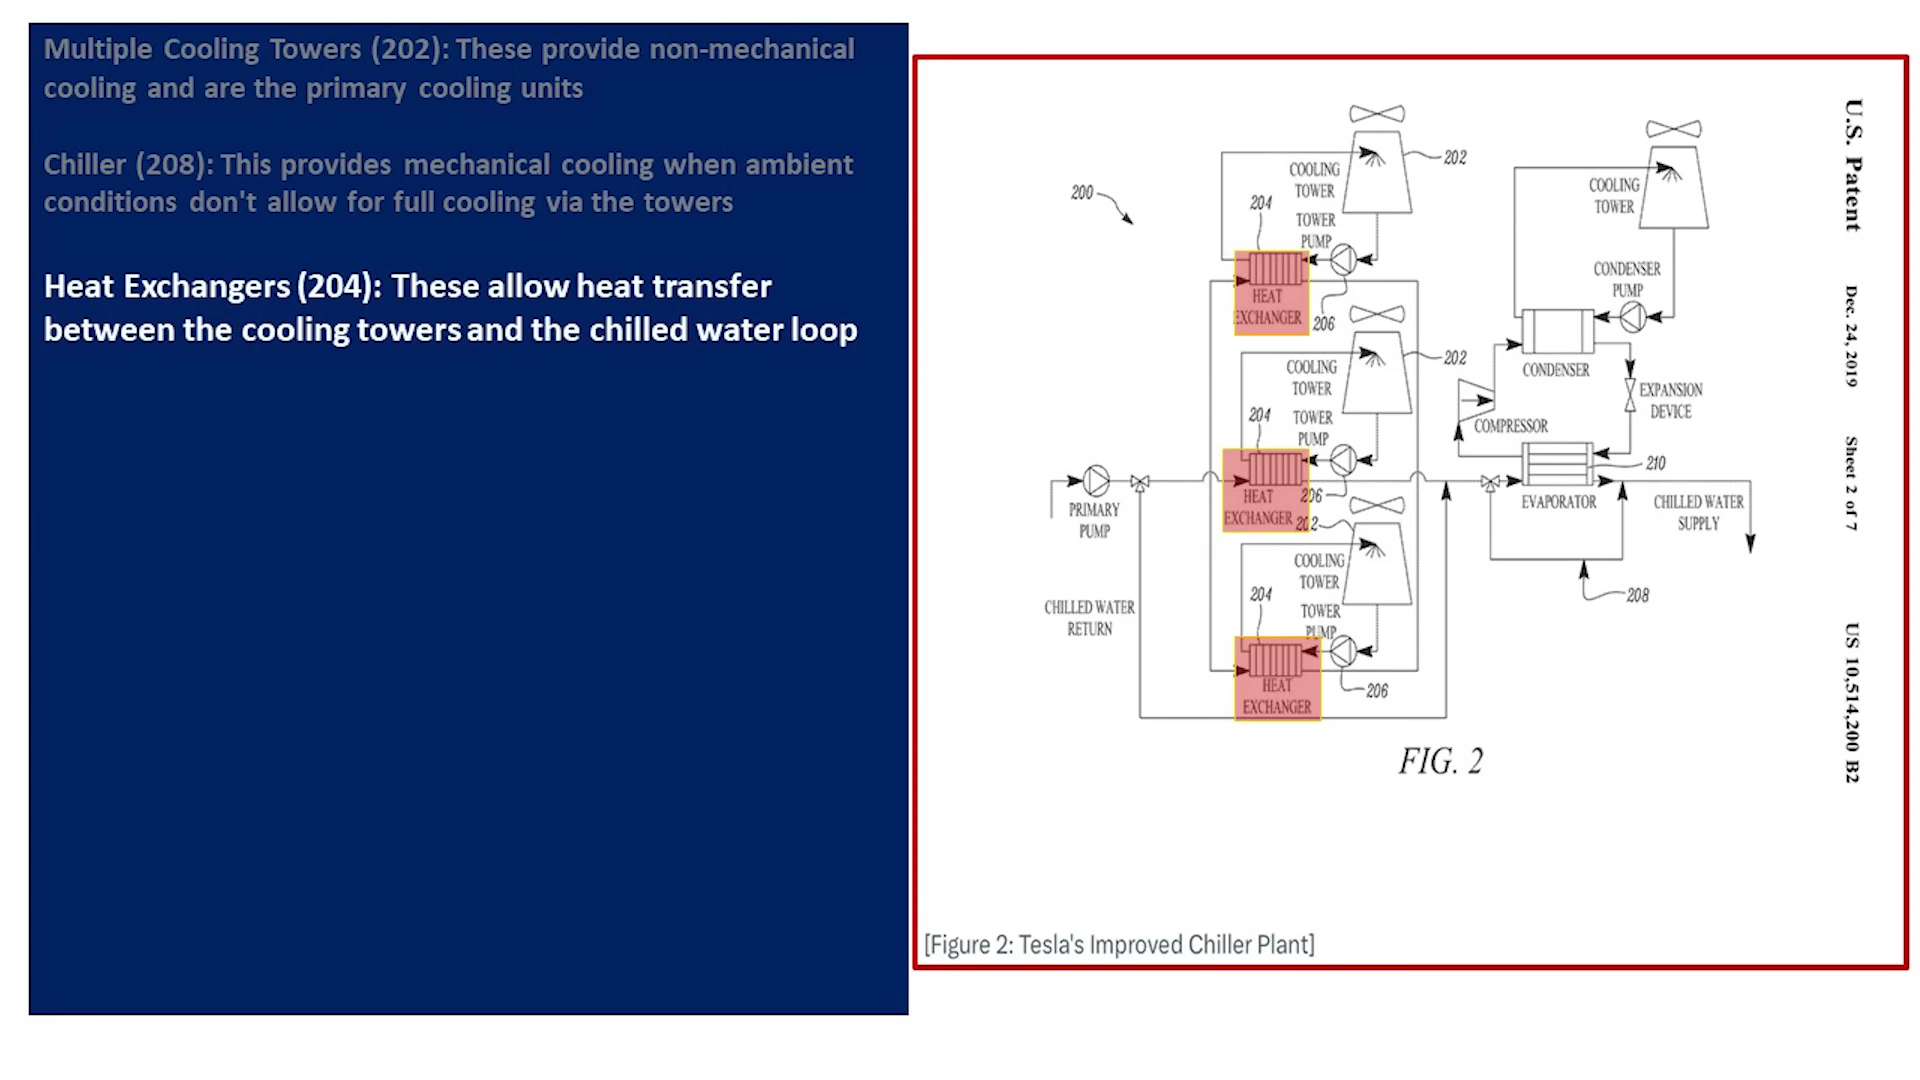 Multiple Cooling Towers (202): These provide non-mechanical
cooling and are the primary cooling units
Chiller (208): This provides mechanical cooling when ambient
conditions don't allow for full cooling via the towers
Heat Exchangers (204): These allow heat transfer
between the cooling towers and the chilled water loop
200
COOLING
TOWER
202
204
TOWER
PUMP
HEAT
EXCHANGER
206
COOLING
TOWER
202
204
TOWER
PUMP
HEAT
EXCHANGER
206
202
COOLING
TOWER
204
TOWER
PUMP
HEAT
EXCHANGER
206
PRIMARY
PUMP
CHILLED WATER
RETURN
COOLING
TOWER
CONDENSER
PUMP
CONDENSER
EXPANSION
DEVICE
COMPRESSOR
210
EVAPORATOR
CHILLED WATER
SUPPLY
208
FIG. 2
U.S. Patent
Dec. 24, 2019
Sheet 2 of 7
US 10,514,200 B2
[Figure 2: Tesla's Improved Chiller Plant]